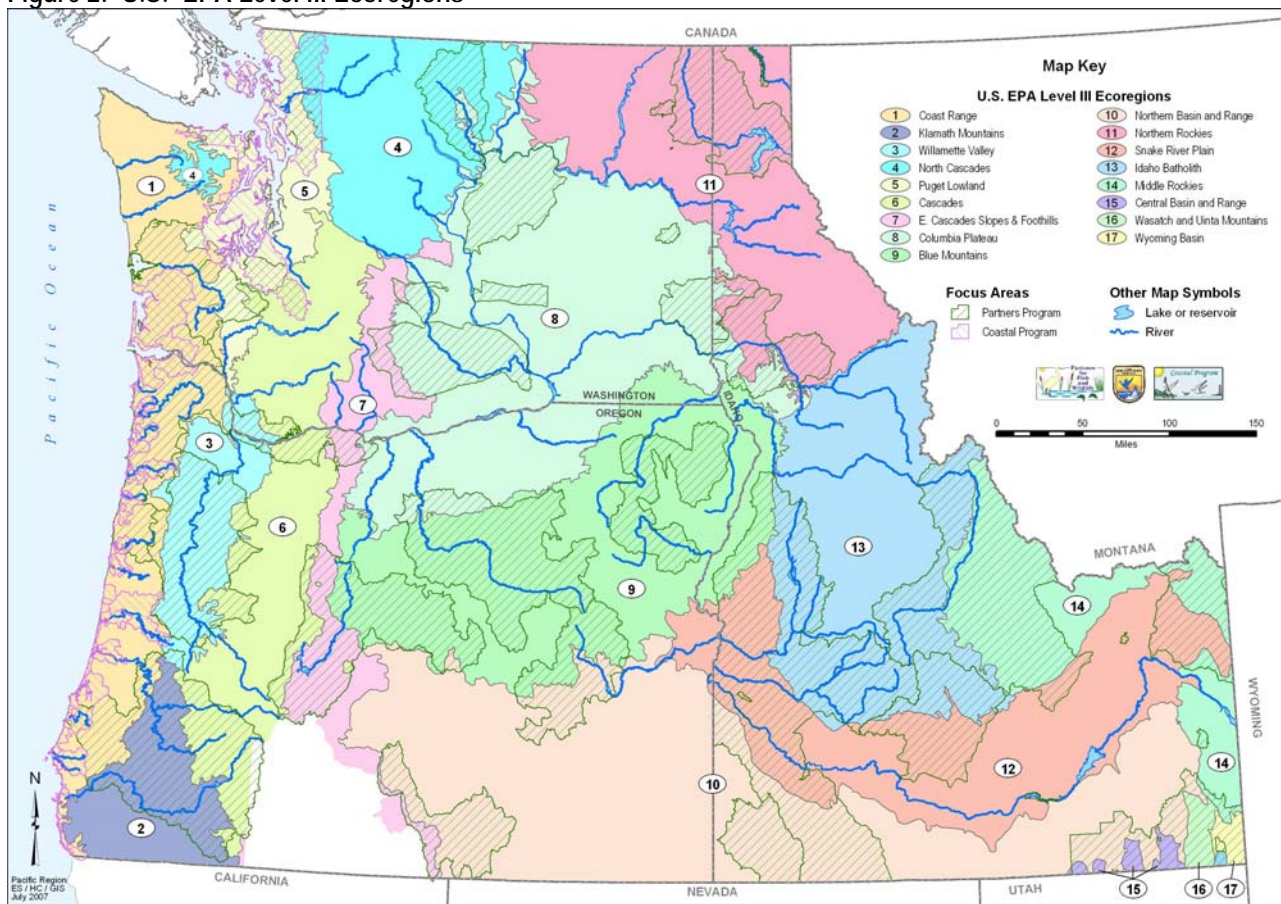 Figure 2. U.S. EPA Level III Ecoregions
CANADA
Map Key
U.S. EPA Level III Ecoregions
1 Coast Range
2 Klamath Mountains
3 Willamette Valley
4 North Cascades
5 Puget Lowland
6 Cascades
7 E. Cascades Slopes & Foothills
8 Columbia Plateau
9 Blue Mountains
10 Northern Basin and Range
11 Northern Rockies
12 Snake River Plain
13 Idaho Batholith
14 Middle Rockies
15 Central Basin and Range
16 Wasatch and Uinta Mountains
17 Wyoming Basin
Focus Areas
Partners Program
Coastal Program
Other Map Symbols
Lake or reservoir
River
Coastal Program
0 50 100 150
Miles
Pacific Ocean
4
1
4
5
11
8
7
WASHINGTON
OREGON
IDAHO
3
6
13
9
MONTANA
14
WYOMING
12
14
10
2
N
Pacific Region:
ES / HC / GIS
July 2007
CALIFORNIA
NEVADA
UTAH
15
16
17